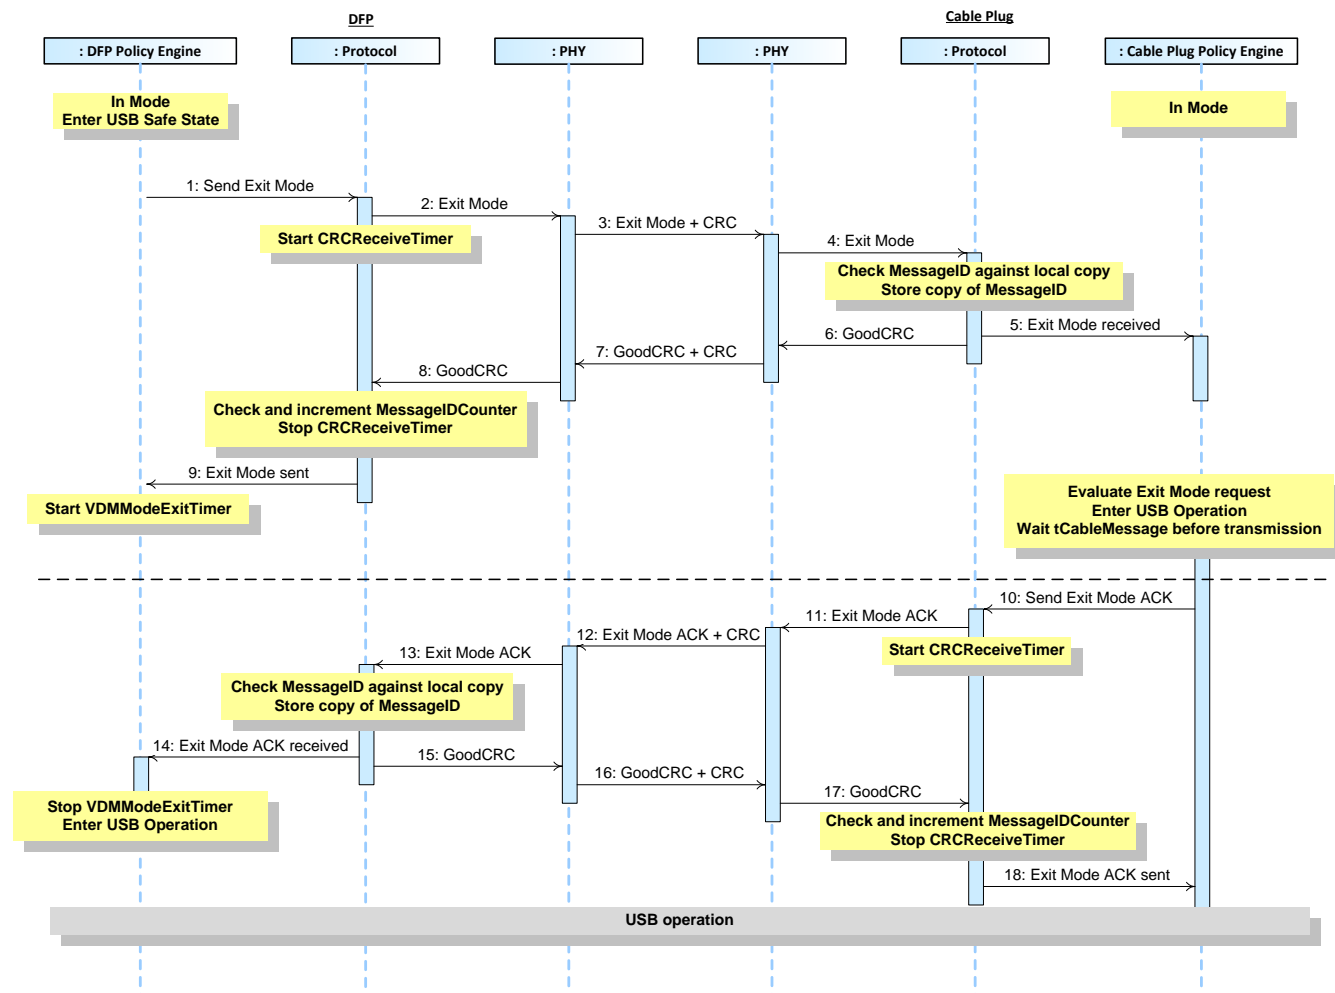 DFP
Cable Plug
: DFP Policy Engine
: Protocol
: PHY
: PHY
: Protocol
: Cable Plug Policy Engine
In Mode
Enter USB Safe State
In Mode
1: Send Exit Mode
2: Exit Mode
3: Exit Mode + CRC
Start CRCReceiveTimer
4: Exit Mode
Check MessageID against local copy
Store copy of MessageID
5: Exit Mode received
6: GoodCRC
7: GoodCRC + CRC
8: GoodCRC
Check and increment MessageIDCounter
Stop CRCReceiveTimer
9: Exit Mode sent
Start VDMModeExitTimer
Evaluate Exit Mode request
Enter USB Operation
Wait tCableMessage before transmission
10: Send Exit Mode ACK
11: Exit Mode ACK
12: Exit Mode ACK + CRC
Start CRCReceiveTimer
13: Exit Mode ACK
Check MessageID against local copy
Store copy of MessageID
14: Exit Mode ACK received
15: GoodCRC
16: GoodCRC + CRC
17: GoodCRC
Stop VDMModeExitTimer
Enter USB Operation
Check and increment MessageIDCounter
Stop CRCReceiveTimer
18: Exit Mode ACK sent
USB operation